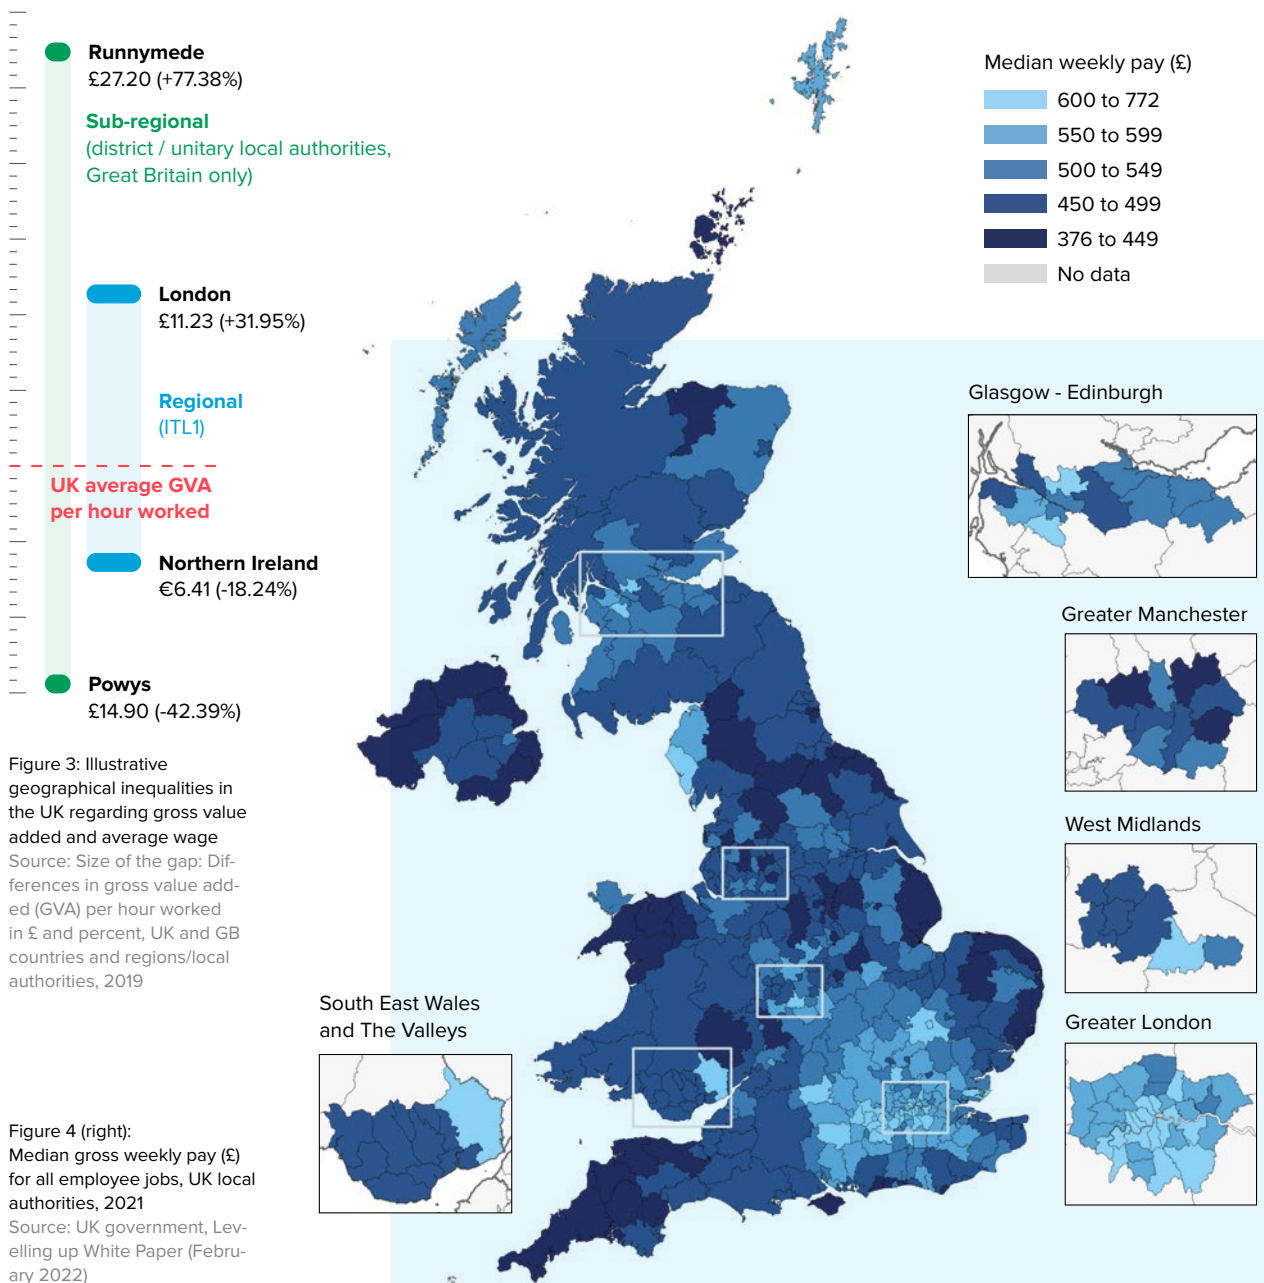 Runnymede
£27.20 (+77.38%)
Sub-regional
(district / unitary local authorities,
Great Britain only)
London
£11.23 (+31.95%)
Regional
(ITL1)
UK average GVA
per hour worked
Northern Ireland
€6.41 (-18.24%)
Powys
£14.90 (-42.39%)
Figure 3: Illustrative
geographical inequalities in
the UK regarding gross value
added and average wage
Source: Size of the gap: Dif-
ferences in gross value add-
ed (GVA) per hour worked
in £ and percent, UK and GB
countries and regions/local
authorities, 2019
Figure 4 (right):
Median gross weekly pay (£)
for all employee jobs, UK local
authorities, 2021
Source: UK government, Lev-
elling up White Paper (Febru-
ary 2022)
Median weekly pay (£)
600 to 772
550 to 599
500 to 549
450 to 499
376 to 449
No data
Glasgow - Edinburgh
Greater Manchester
West Midlands
Greater London
South East Wales
and The Valleys